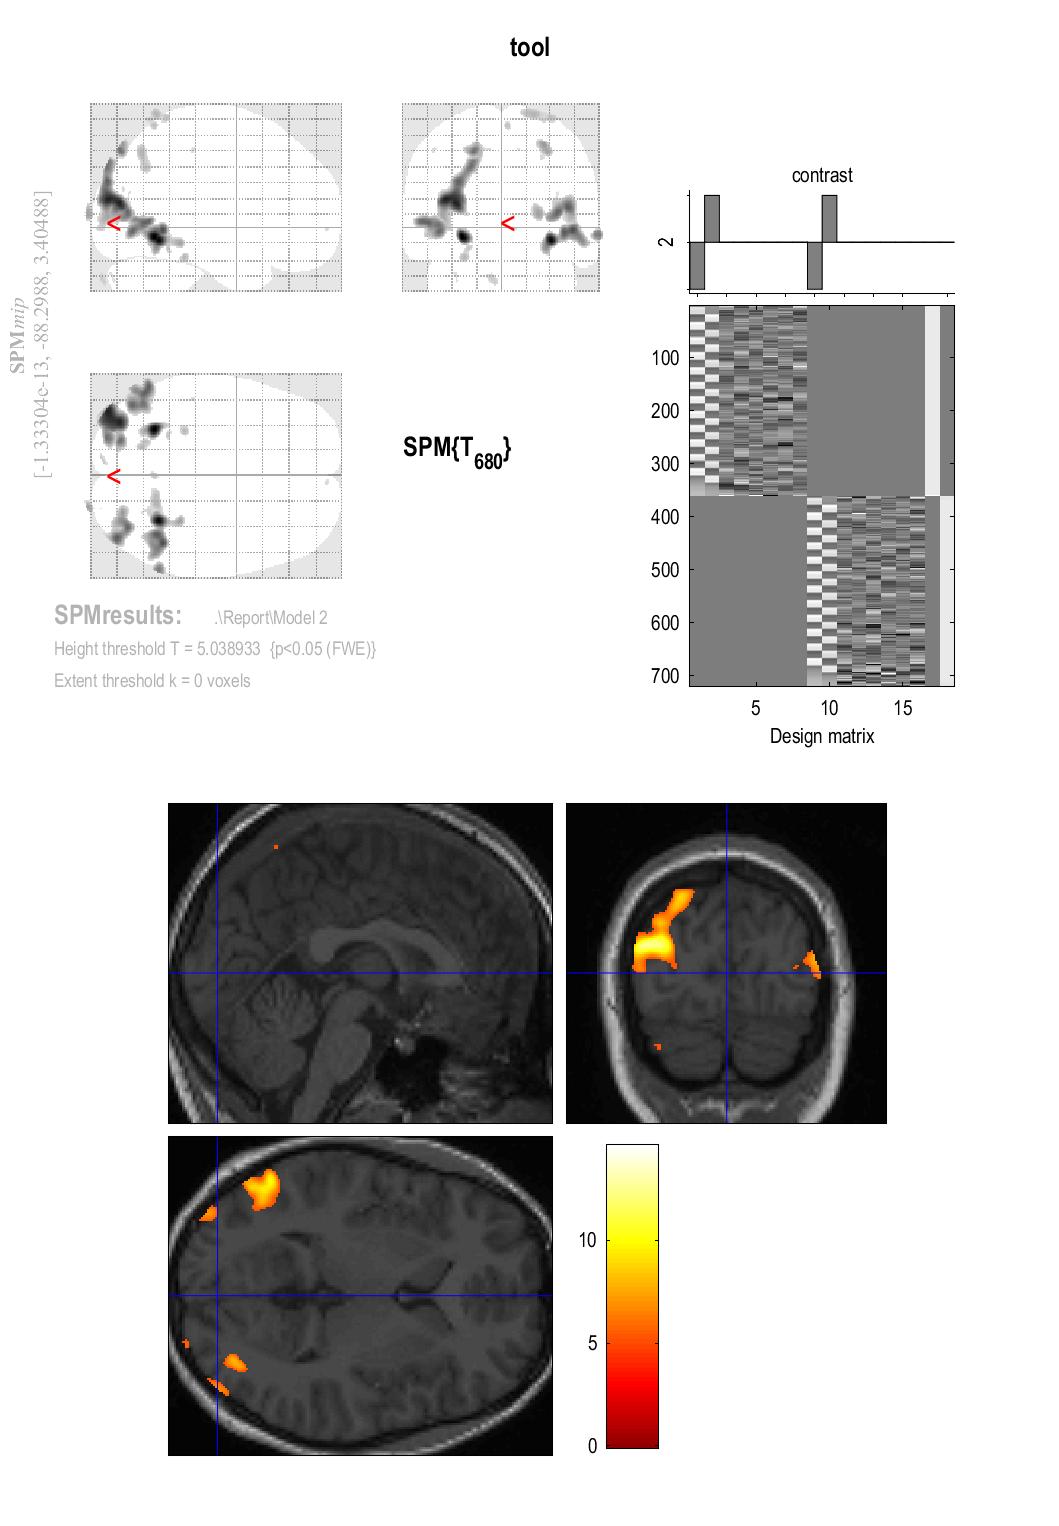 tool
SPMmip
[-1.33304e-13, -88.2988, 3.40488]
<
<
<
SPM{T680}
SPMresults: .\Report\Model 2
Height threshold T = 5.038933 {p<0.05 (FWE)}
Extent threshold k = 0 voxels
contrast
2
100
200
300
400
500
600
700
5 10 15
Design matrix
10
5
0